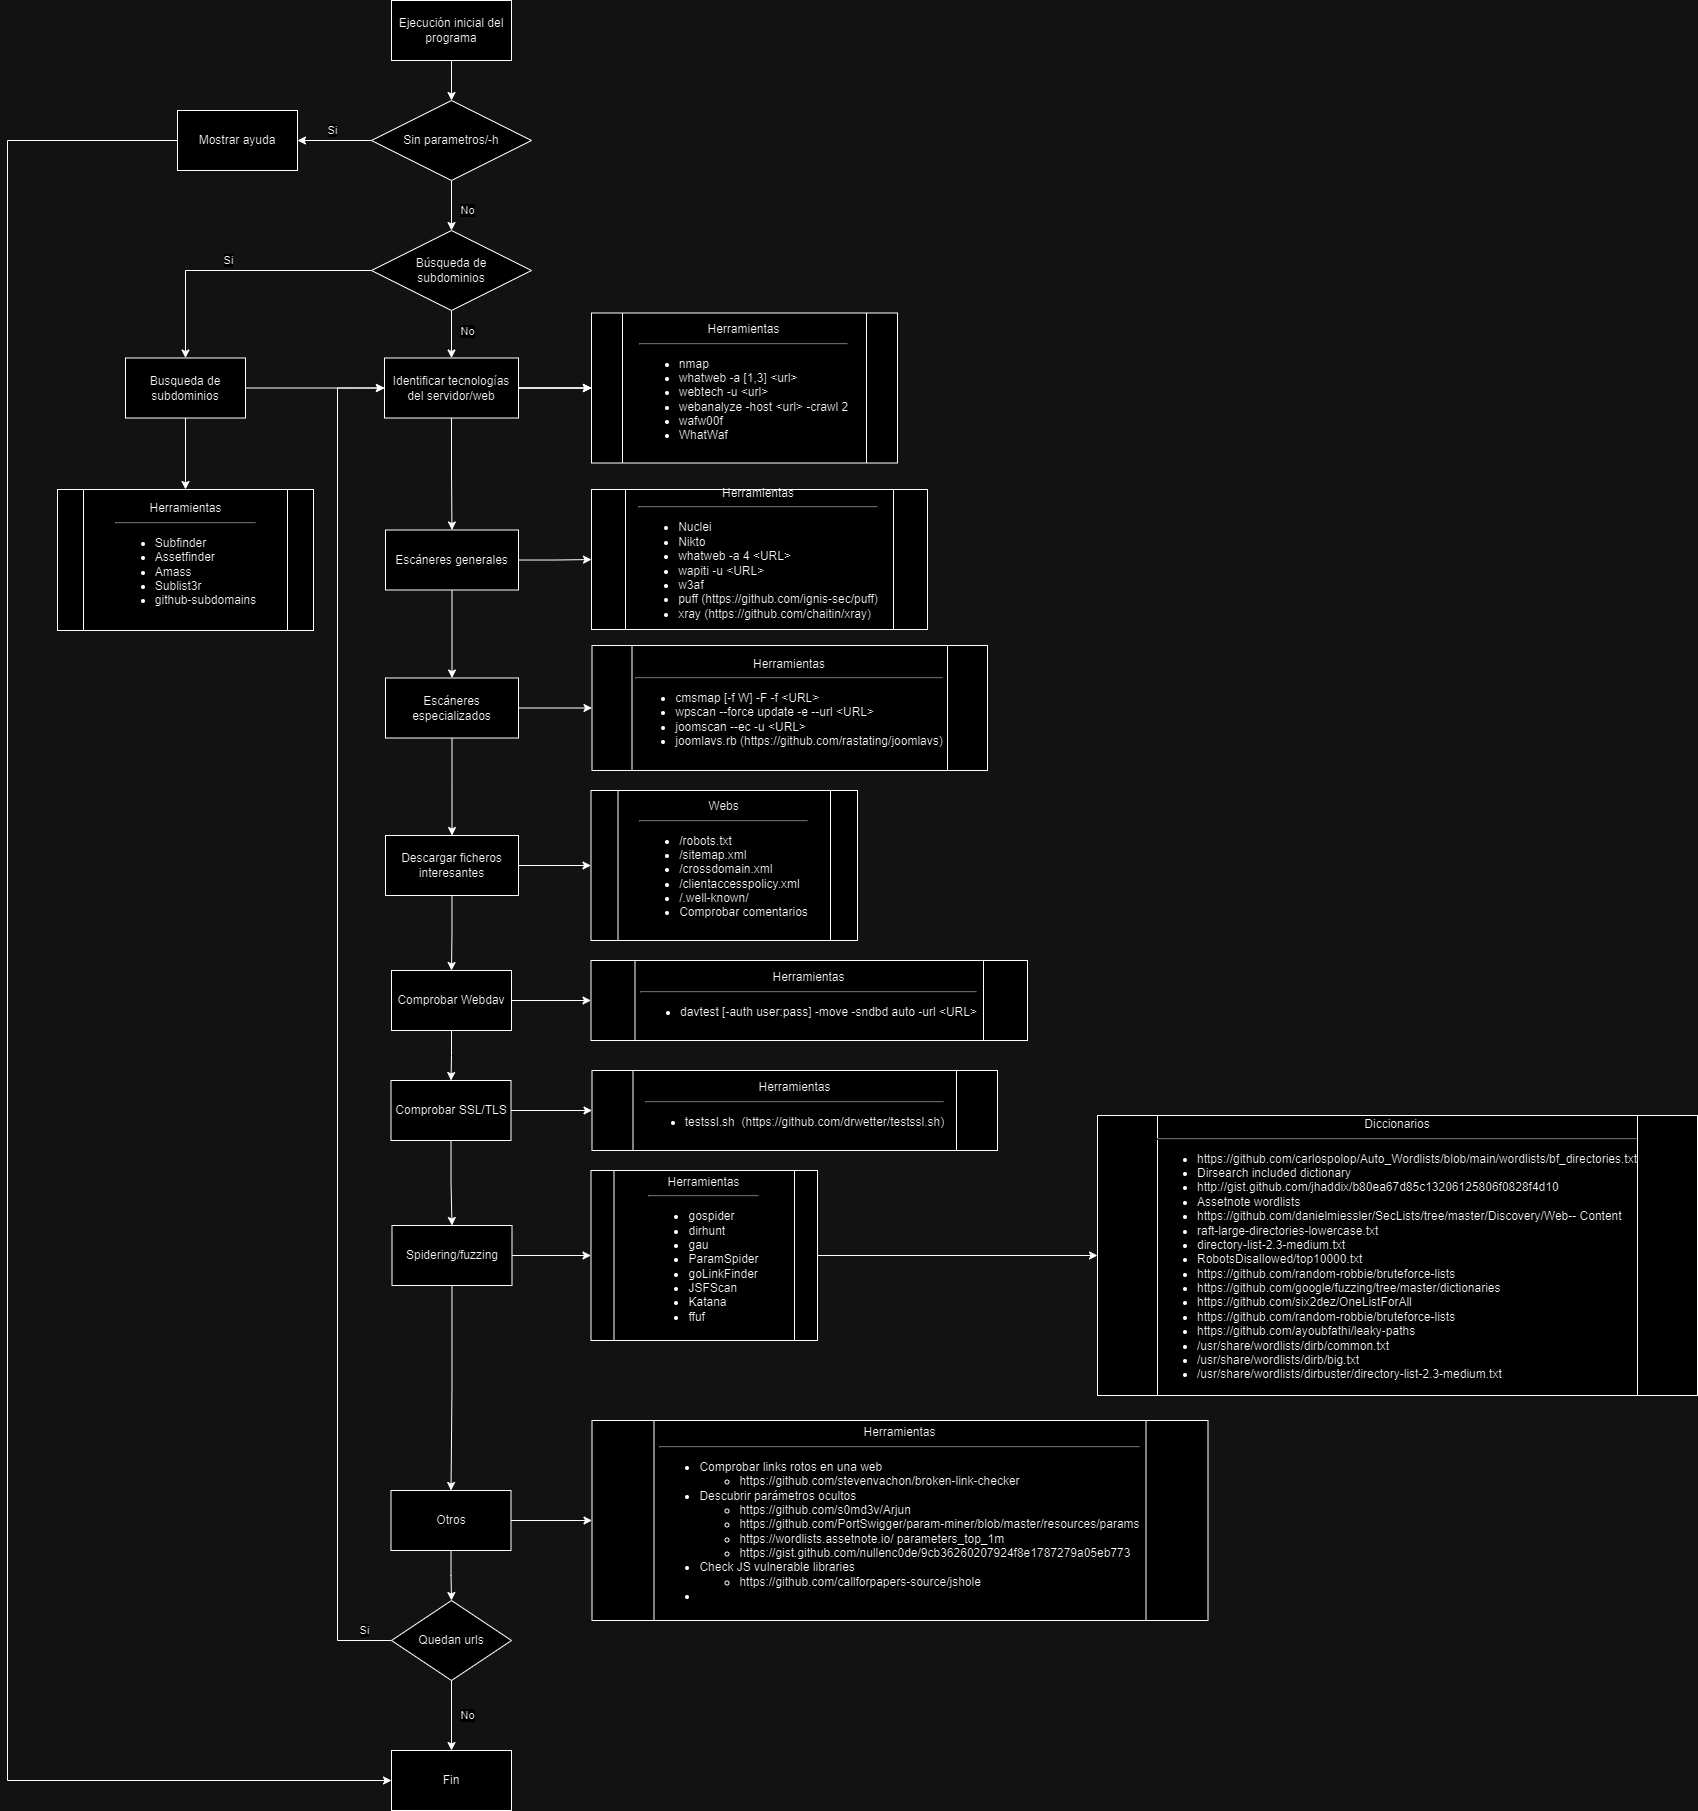 Ejecución inicial del
programa
Sin parametros/-h
Si
Mostrar ayuda
No
Búsqueda de
subdominios
Si
No
Busqueda de
subdominios
Herramientas
Subfinder
Assetfinder
Amass
Sublist3r
github-subdomains
Identificar tecnologías
del servidor/web
Herramientas
nmap
whatweb -a [1,3] <url>
webtech -u <url>
webanalyze -host <url> -crawl 2
wafw00f
WhatWaf
Escáneres generales
Herramientas
Nuclei
Nikto
whatweb -a 4 <URL>
wapiti -u <URL>
w3af
puff (https://github.com/ignis-sec/puff)
xray (https://github.com/chaitin/xray)
Escáneres
especializados
Herramientas
cmsmap [-f W] -F -f <URL>
wpscan --force update -e --url <URL>
joomscan --ec -u <URL>
joomlavs.rb (https://github.com/rastating/joomlavs)
Descargar ficheros
interesantes
Webs
/robots.txt
/sitemap.xml
/crossdomain.xml
/clientaccesspolicy.xml
/.well-known/
Comprobar comentarios
Comprobar Webdav
Herramientas
davtest [-auth user:pass] -move -sndbd auto -url <URL>
Comprobar SSL/TLS
Herramientas
testssl.sh  (https://github.com/drwetter/testssl.sh)
Spidering/fuzzing
Herramientas
gospider
dirhunt
gau
ParamSpider
goLinkFinder
JSFScan
Katana
ffuf
Diccionarios
https://github.com/carlospolop/Auto_Wordlists/blob/main/wordlists/bf_directories.txt
Dirsearch included dictionary
http://gist.github.com/jhaddix/b80ea67d85c13206125806f0828f4d10
Assetnote wordlists
https://github.com/danielmiessler/SecLists/tree/master/Discovery/Web-- Content
raft-large-directories-lowercase.txt
directory-list-2.3-medium.txt
RobotsDisallowed/top10000.txt
https://github.com/random-robbie/bruteforce-lists
https://github.com/google/fuzzing/tree/master/dictionaries
https://github.com/six2dez/OneListForAll
https://github.com/random-robbie/bruteforce-lists
https://github.com/ayoubfathi/leaky-paths
/usr/share/wordlists/dirb/common.txt
/usr/share/wordlists/dirb/big.txt
/usr/share/wordlists/dirbuster/directory-list-2.3-medium.txt
Otros
Herramientas
Comprobar links rotos en una web
https://github.com/stevenvachon/broken-link-checker
Descubrir parámetros ocultos
https://github.com/s0md3v/Arjun
https://github.com/PortSwigger/param-miner/blob/master/resources/params
https://wordlists.assetnote.io/ parameters_top_1m
https://gist.github.com/nullenc0de/9cb36260207924f8e1787279a05eb773
Check JS vulnerable libraries
https://github.com/callforpapers-source/jshole
Quedan urls
Si
No
Fin